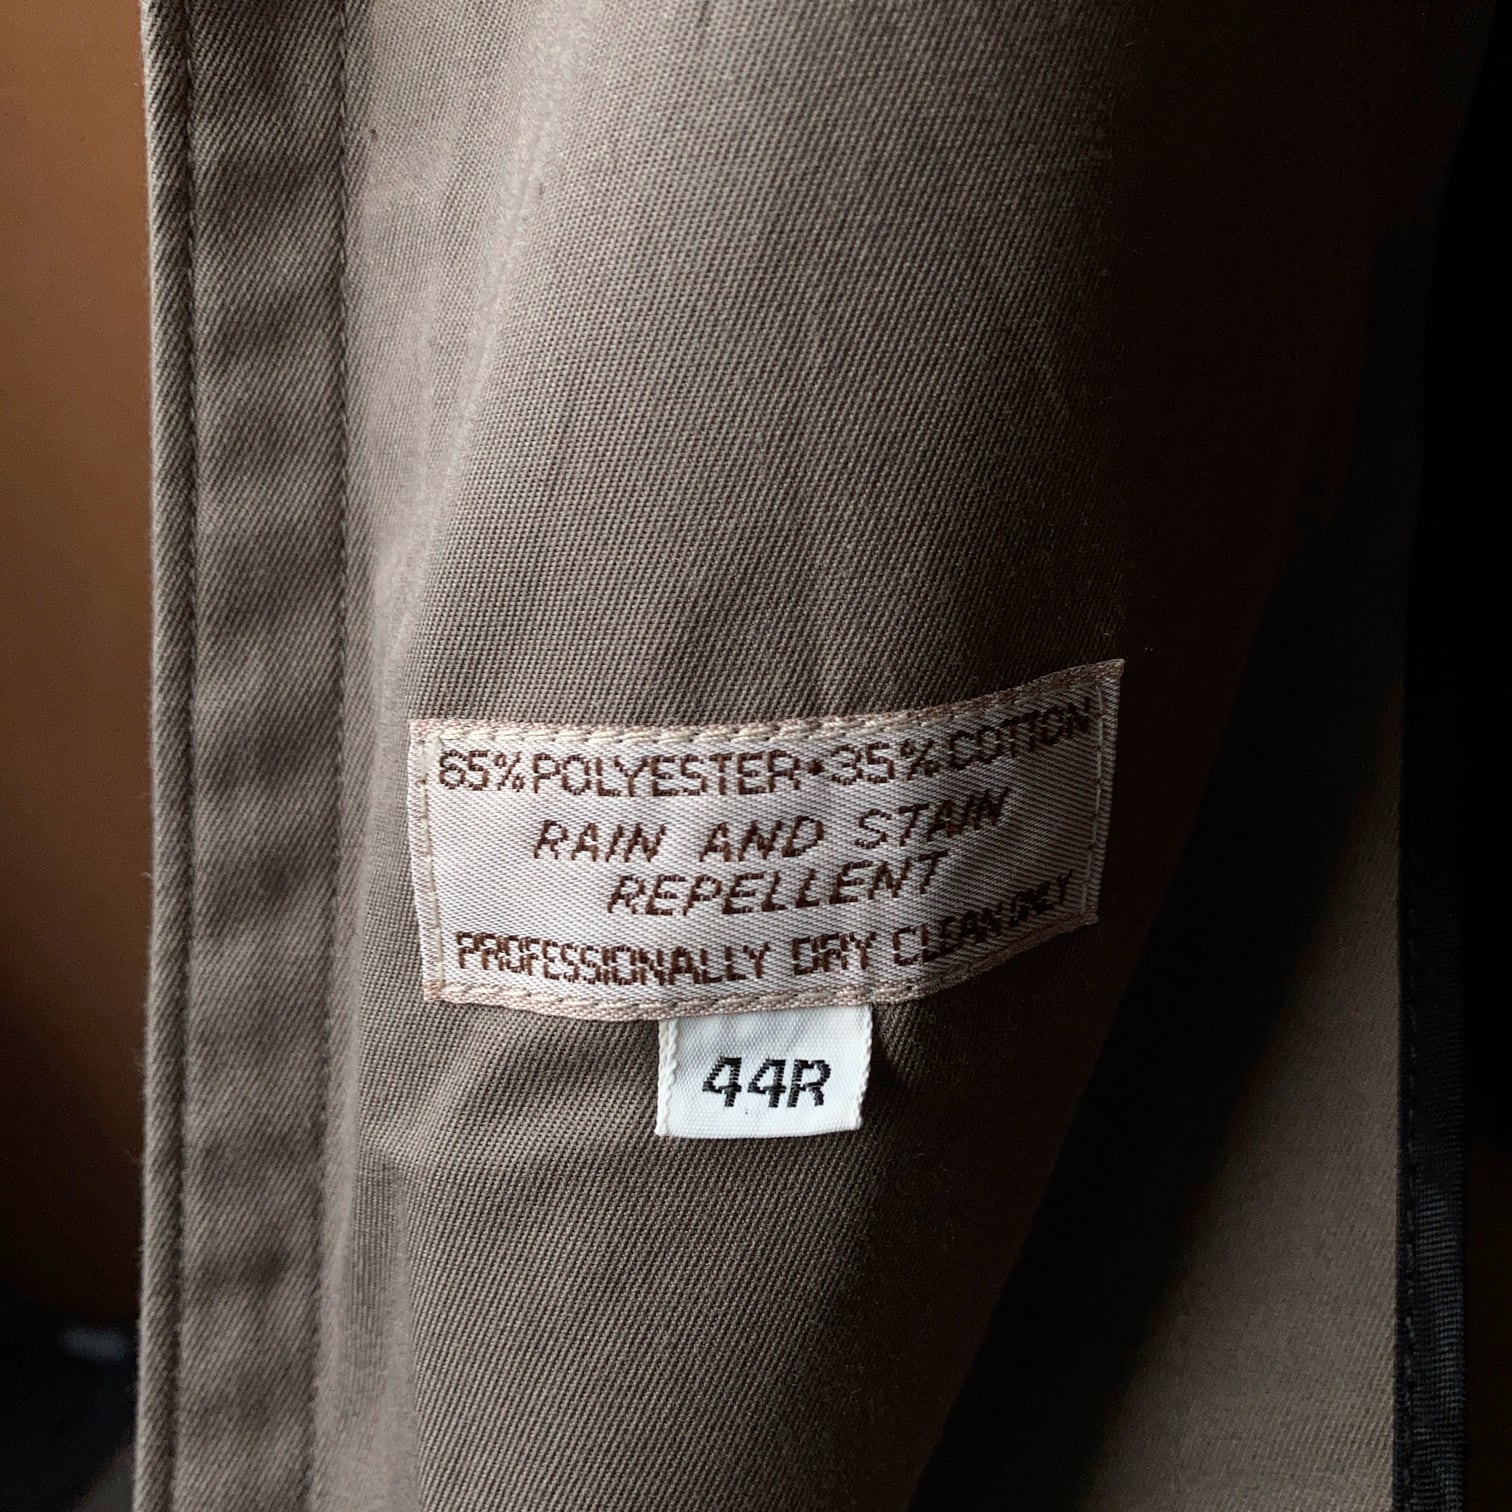 65% POLYESTER • 35% COTTON
RAIN AND STAIN
REPELLENT
PROFESSIONALLY DRY CLEAN ONLY
44R